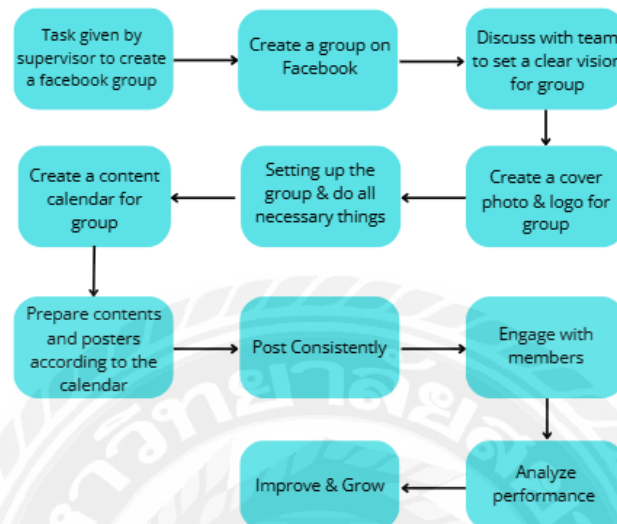 Task given by
supervisor to create
a facebook group
Create a group on
Facebook
Discuss with team
to set a clear vision
for group
Create a cover
photo & logo for
group
Setting up the
group & do all
necessary things
Create a content
calendar for
group
Prepare contents
and posters
according to the
calendar
Post Consistently
Engage with
members
Analyze
performance
Improve & Grow